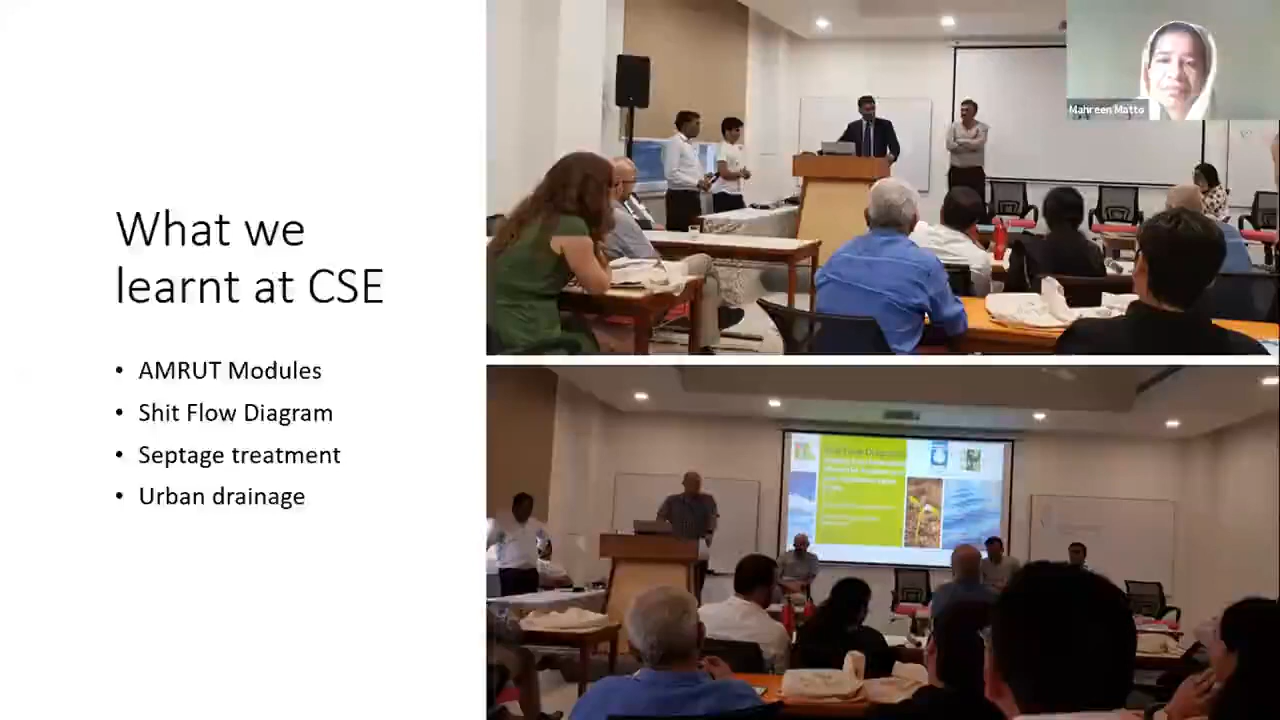 What we
learnt at CSE
• AMRUT Modules
• Shit Flow Diagram
• Septage treatment
• Urban drainage
Mahreen Matto